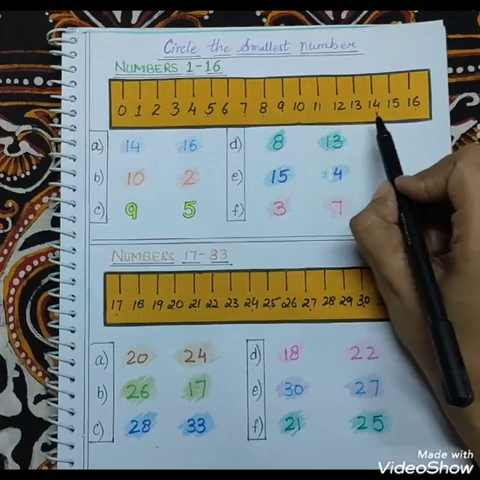 Circle the Smallest number
NUMBERS 1-16
0 1 2 3 4 5 6 7 8 9 10 11 12 13 14 15 16
a) 14 16
b) 10 2
c) 9 5
d) 8 13
e) 15 4
f) 3 7
NUMBERS 17-33
17 18 19 20 21 22 23 24 25 26 27 28 29 30
a) 20 24
b) 26 17
c) 28 33
d) 18 22
e) 30 27
f) 21 25
Made with
VideoShow